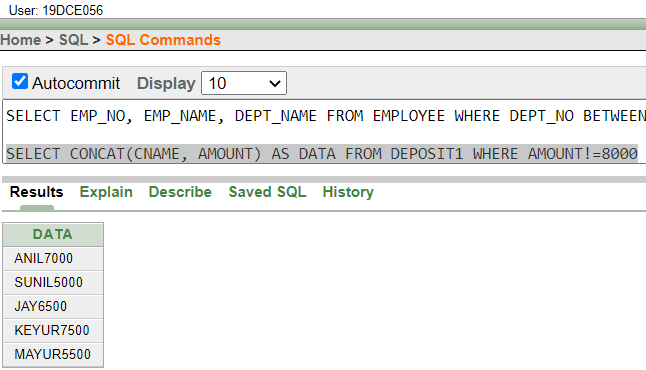 User: 19DCE056
Home > SQL > SQL Commands
Autocommit Display 10
SELECT EMP_NO, EMP_NAME, DEPT_NAME FROM EMPLOYEE WHERE DEPT_NO BETWEEN
SELECT CONCAT(CNAME, AMOUNT) AS DATA FROM DEPOSIT1 WHERE AMOUNT!=8000
Results Explain Describe Saved SQL History
DATA
ANIL7000
SUNIL5000
JAY6500
KEYUR7500
MAYUR5500